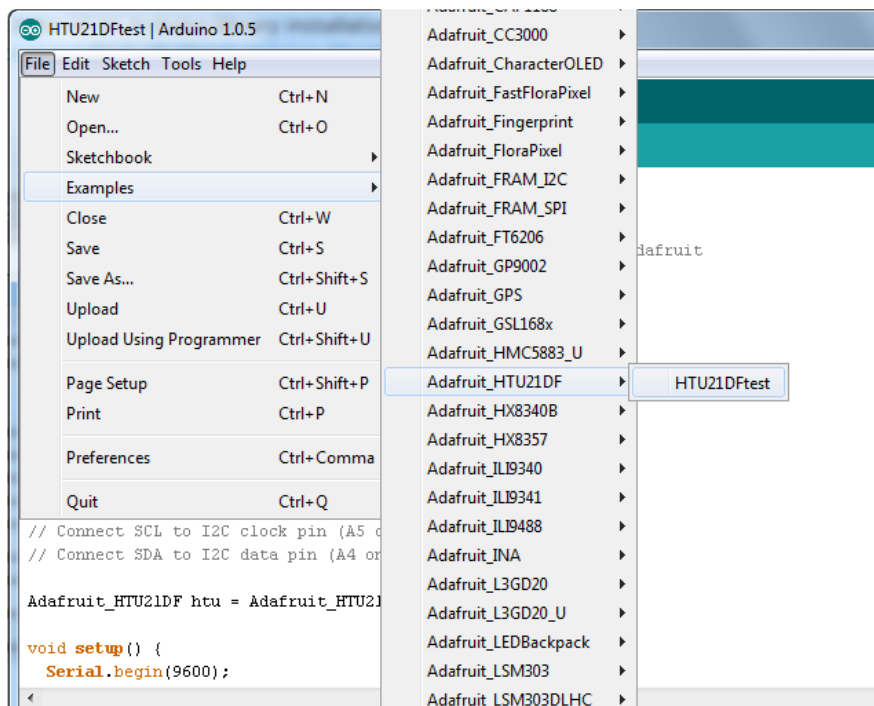 HTU21DFtest | Arduino 1.0.5
File Edit Sketch Tools Help
New Ctrl+N
Open... Ctrl+O
Sketchbook
Examples
Close Ctrl+W
Save Ctrl+S
Save As... Ctrl+Shift+S
Upload Ctrl+U
Upload Using Programmer Ctrl+Shift+U
Page Setup Ctrl+Shift+P
Print Ctrl+P
Preferences Ctrl+Comma
Quit Ctrl+Q
Adafruit_CC3000
Adafruit_CharacterOLED
Adafruit_FastFloraPixel
Adafruit_Fingerprint
Adafruit_FloraPixel
Adafruit_FRAM_I2C
Adafruit_FRAM_SPI
Adafruit_FT6206
Adafruit_GP9002
Adafruit_GPS
Adafruit_GSL168x
Adafruit_HMC5883_U
Adafruit_HTU21DF
Adafruit_HX8340B
Adafruit_HX8357
Adafruit_ILI9340
Adafruit_ILI9341
Adafruit_ILI9488
Adafruit_INA
Adafruit_L3GD20
Adafruit_L3GD20_U
Adafruit_LEDBackpack
Adafruit_LSM303
Adafruit_LSM303DLHC
HTU21DFtest
dafruit
// Connect SCL to I2C clock pin (A5
// Connect SDA to I2C data pin (A4 or
Adafruit_HTU21DF htu = Adafruit_HTU21
void setup() {
Serial.begin(9600);